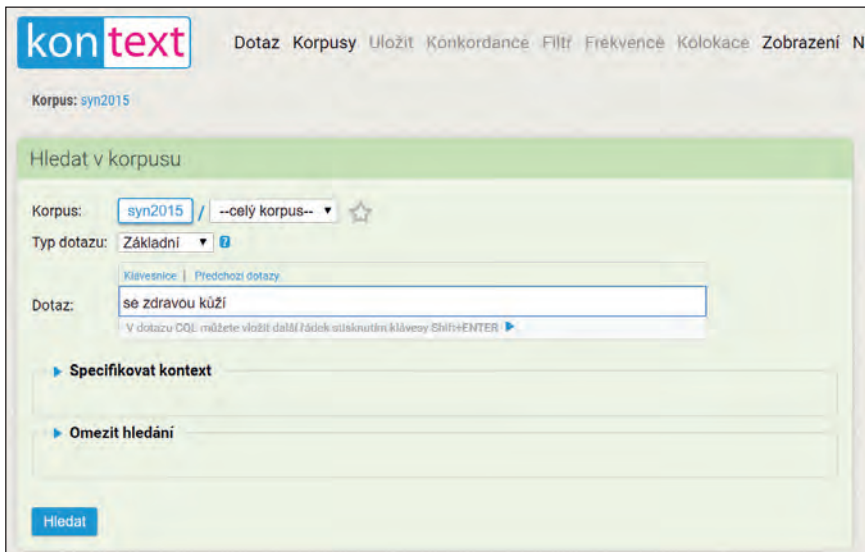 kontext
Dotaz Korpusy Uložit Konkordance Filtr Frekvence Kolokace Zobrazení N
Korpus: syn2015
Hledat v korpusu
Korpus: syn2015 / --celý korpus--
Typ dotazu: Základní ?
Klávesnice | Předchozí dotazy
Dotaz: se zdravou kůží
V dotazu CQL můžete vložit další řádek stisknutím klávesy Shift+ENTER
Specifikovat kontext
Omezit hledání
Hledat